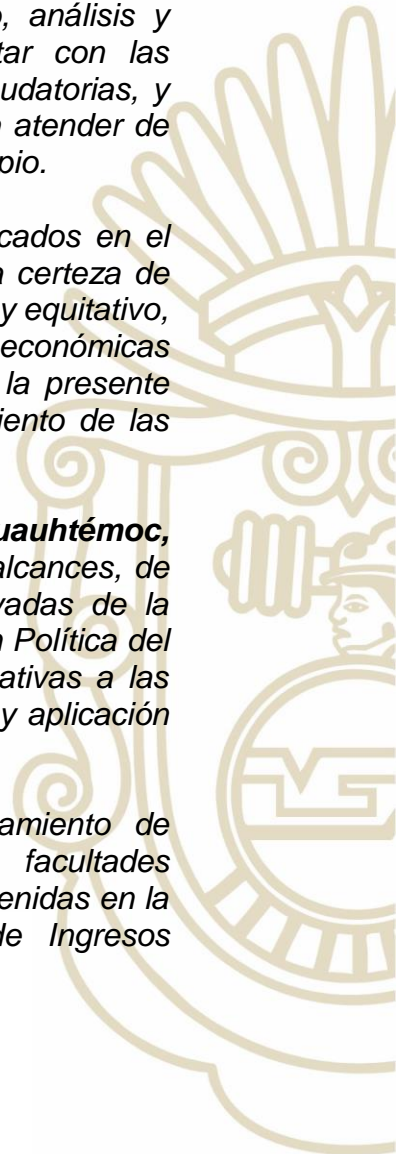 , análisis y
tar con las
udatorias, y
atender de
pio.
cados en el
certeza de
y equitativo,
económicas
la presente
iento de las
uauhtémoc,
alcances, de
vadas de la
Política del
ativas a las
y aplicación
amiento de
facultades
enidas en la
de Ingresos